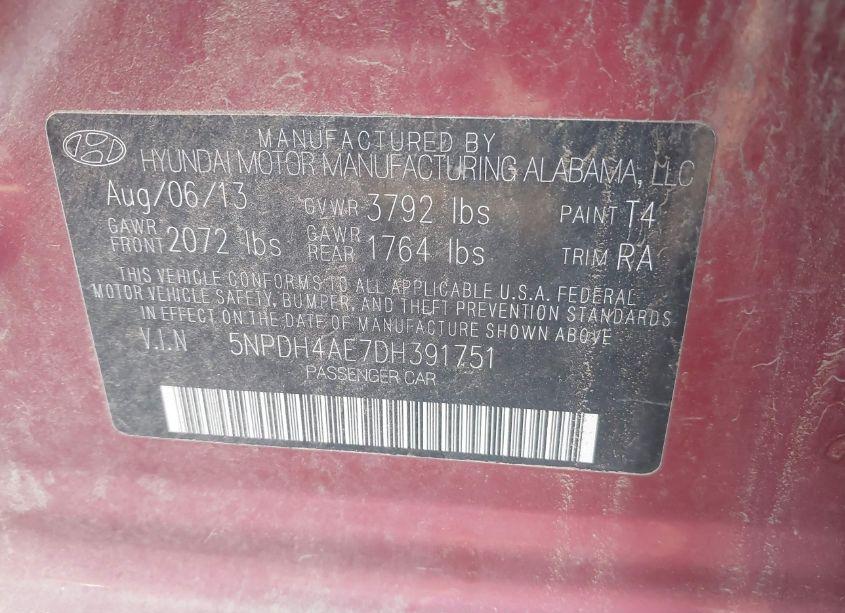 MANUFACTURED BY
HYUNDAI MOTOR MANUFACTURING ALABAMA, LLC
Aug/06/13 GVWR 3792 lbs PAINT T4
GAWR FRONT 2072 lbs GAWR REAR 1764 lbs TRIM RA
THIS VEHICLE CONFORMS TO ALL APPLICABLE U.S.A. FEDERAL
MOTOR VEHICLE SAFETY, BUMPER, AND THEFT PREVENTION STANDARDS
IN EFFECT ON THE DATE OF MANUFACTURE SHOWN ABOVE
V.I.N 5NPDH4AE7DH391751
PASSENGER CAR